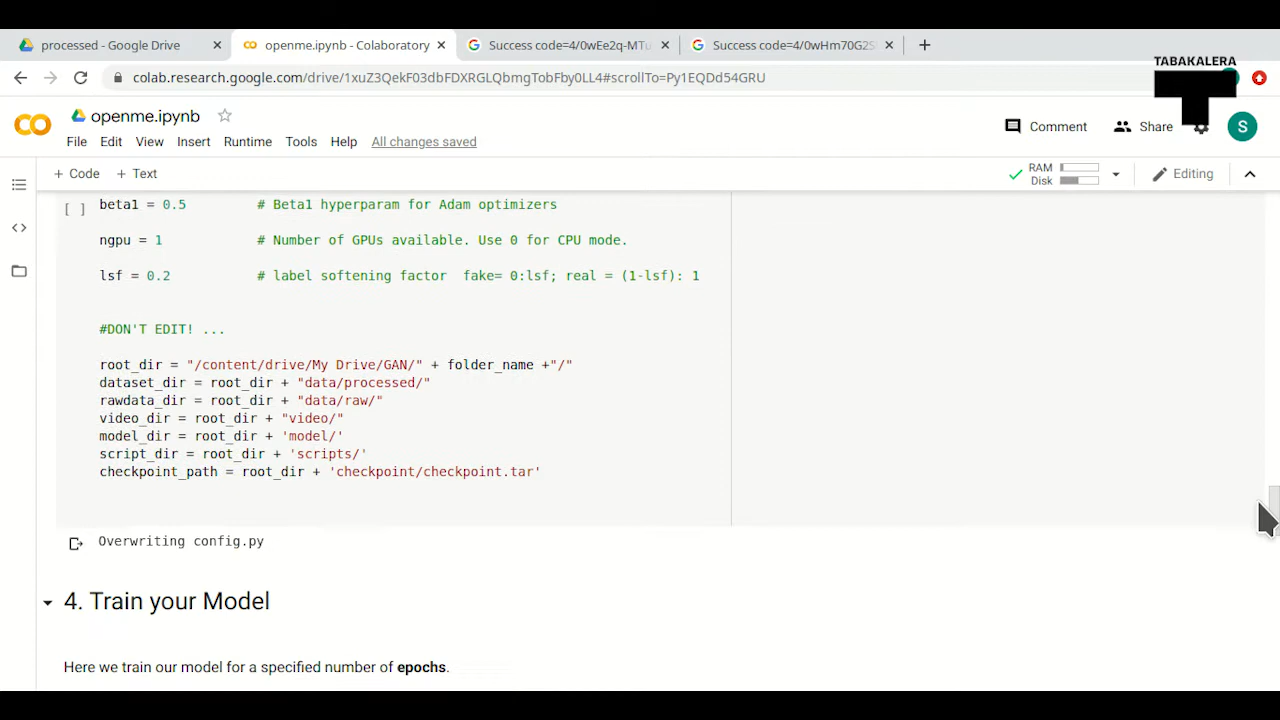 processed - Google Drive
openme.ipynb - Colaboratory
Success code=4/0wEe2q-MTu
Success code=4/0wHm70G2S
TABAKALERA
colab.research.google.com/drive/1xuZ3QekF03dbFDXRGLQbmgTobFby0LL4#scrollTo=Py1EQDd54GRU
openme.ipynb
Comment
Share
S
File Edit View Insert Runtime Tools Help All changes saved
+ Code + Text
RAM
Disk
Editing
[ ] beta1 = 0.5 # Beta1 hyperparam for Adam optimizers
ngpu = 1 # Number of GPUs available. Use 0 for CPU mode.
lsf = 0.2 # label softening factor fake= 0:lsf; real = (1-lsf): 1
#DON'T EDIT! ...
root_dir = "/content/drive/My Drive/GAN/" + folder_name +"/"
dataset_dir = root_dir + "data/processed/"
rawdata_dir = root_dir + "data/raw/"
video_dir = root_dir + "video/"
model_dir = root_dir + 'model/'
script_dir = root_dir + 'scripts/'
checkpoint_path = root_dir + 'checkpoint/checkpoint.tar'
Overwriting config.py
4. Train your Model
Here we train our model for a specified number of epochs.